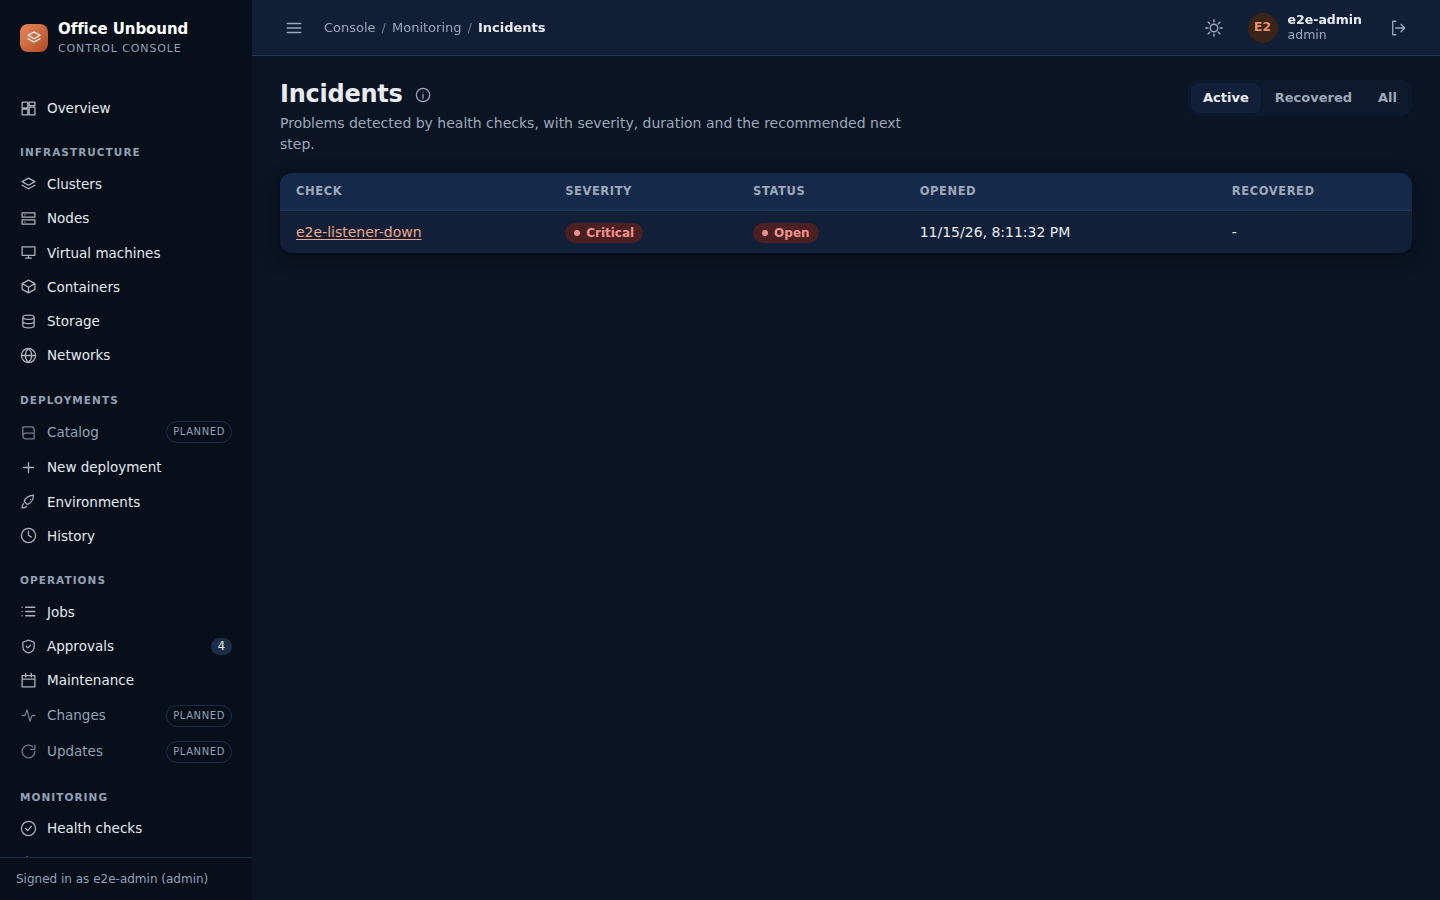 Office Unbound
CONTROL CONSOLE
Overview
INFRASTRUCTURE
Clusters
Nodes
Virtual machines
Containers
Storage
Networks
DEPLOYMENTS
Catalog PLANNED
New deployment
Environments
History
OPERATIONS
Jobs
Approvals 4
Maintenance
Changes PLANNED
Updates PLANNED
MONITORING
Health checks
Signed in as e2e-admin (admin)
Console / Monitoring / Incidents
E2
e2e-admin
admin
Incidents
Problems detected by health checks, with severity, duration and the recommended next
step.
Active Recovered All
CHECK SEVERITY STATUS OPENED RECOVERED
e2e-listener-down Critical Open 11/15/26, 8:11:32 PM -